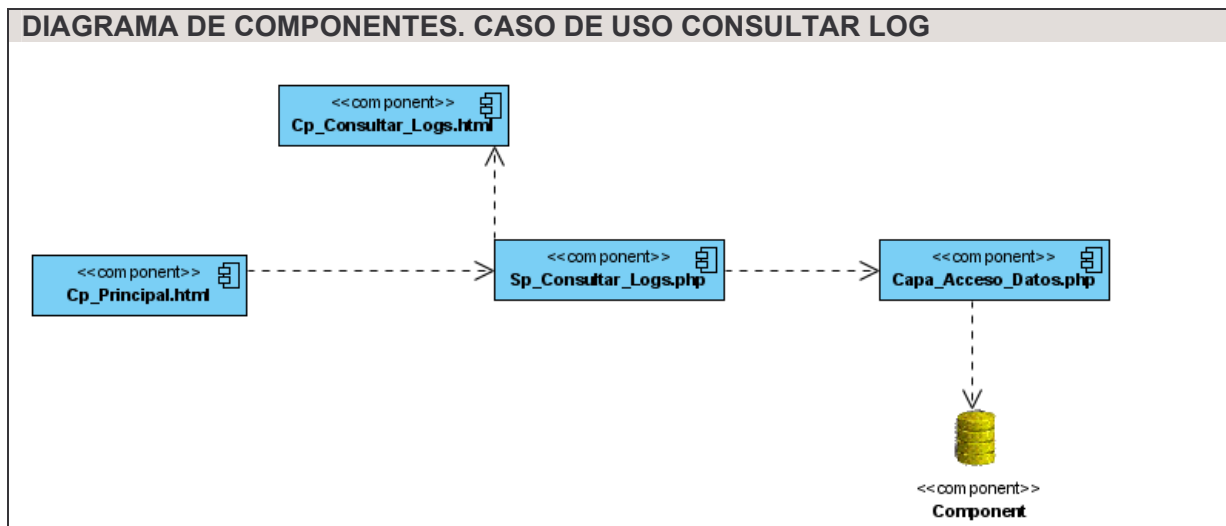 DIAGRAMA DE COMPONENTES. CASO DE USO CONSULTAR LOG
<<component>>
Cp_Consultar_Logs.html
<<component>>
Cp_Principal.html
<<component>>
Sp_Consultar_Logs.php
<<component>>
Capa_Acceso_Datos.php
<<component>>
Component